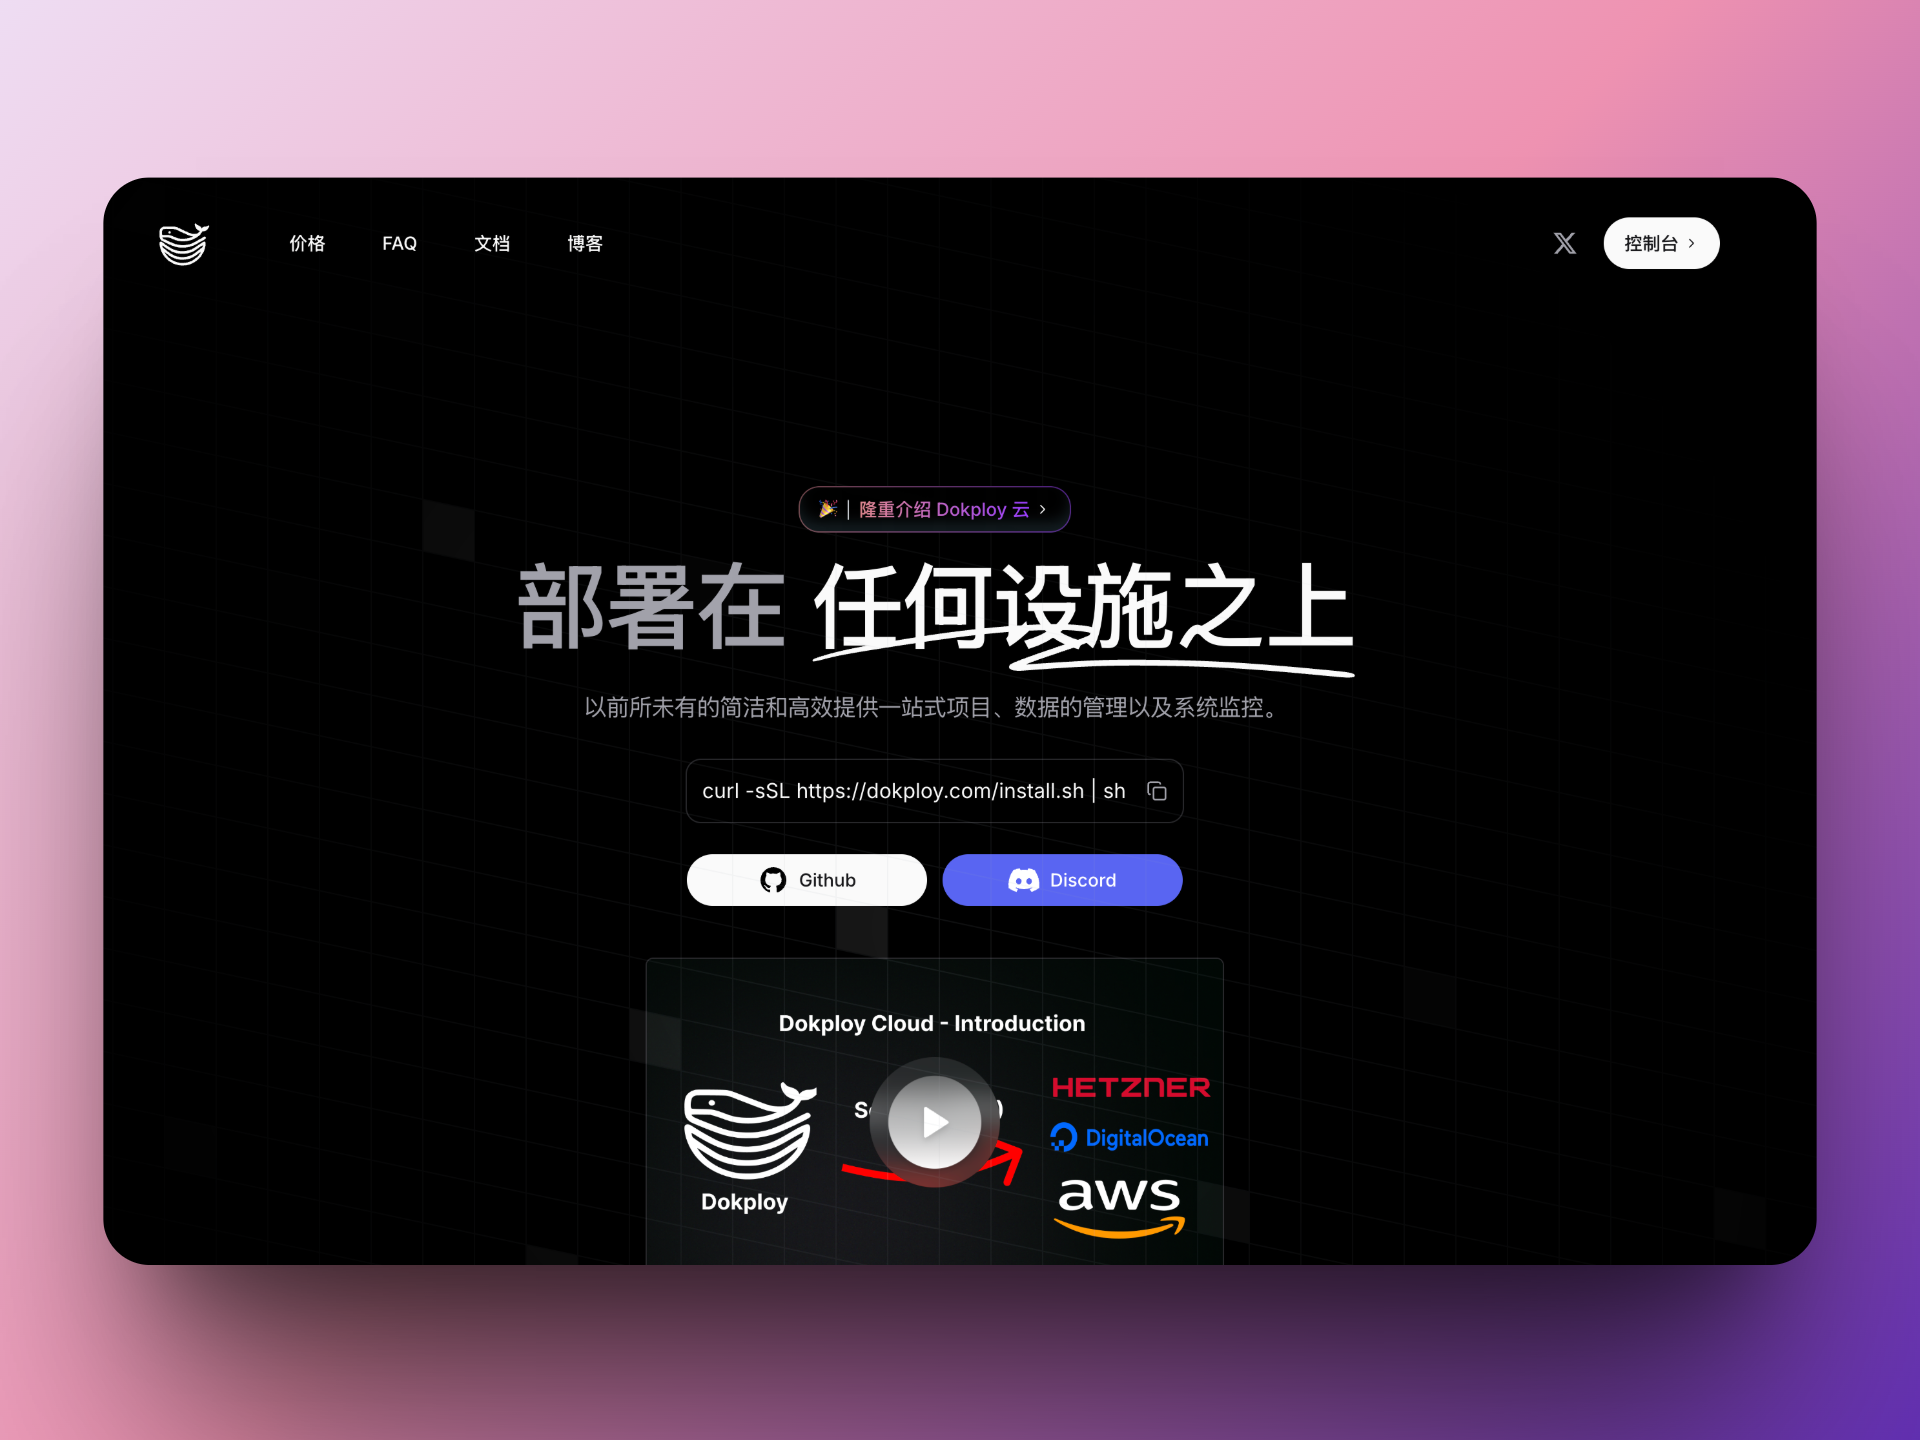 价格 FAQ 文档 博客 控制台
隆重介绍 Dokploy 云
部署在 任何设施之上
以前所未有的简洁和高效提供一站式项目、数据的管理以及系统监控。
curl -sSL https://dokploy.com/install.sh | sh
Github Discord
Dokploy Cloud - Introduction
HETZNER
DigitalOcean
aws
Dokploy